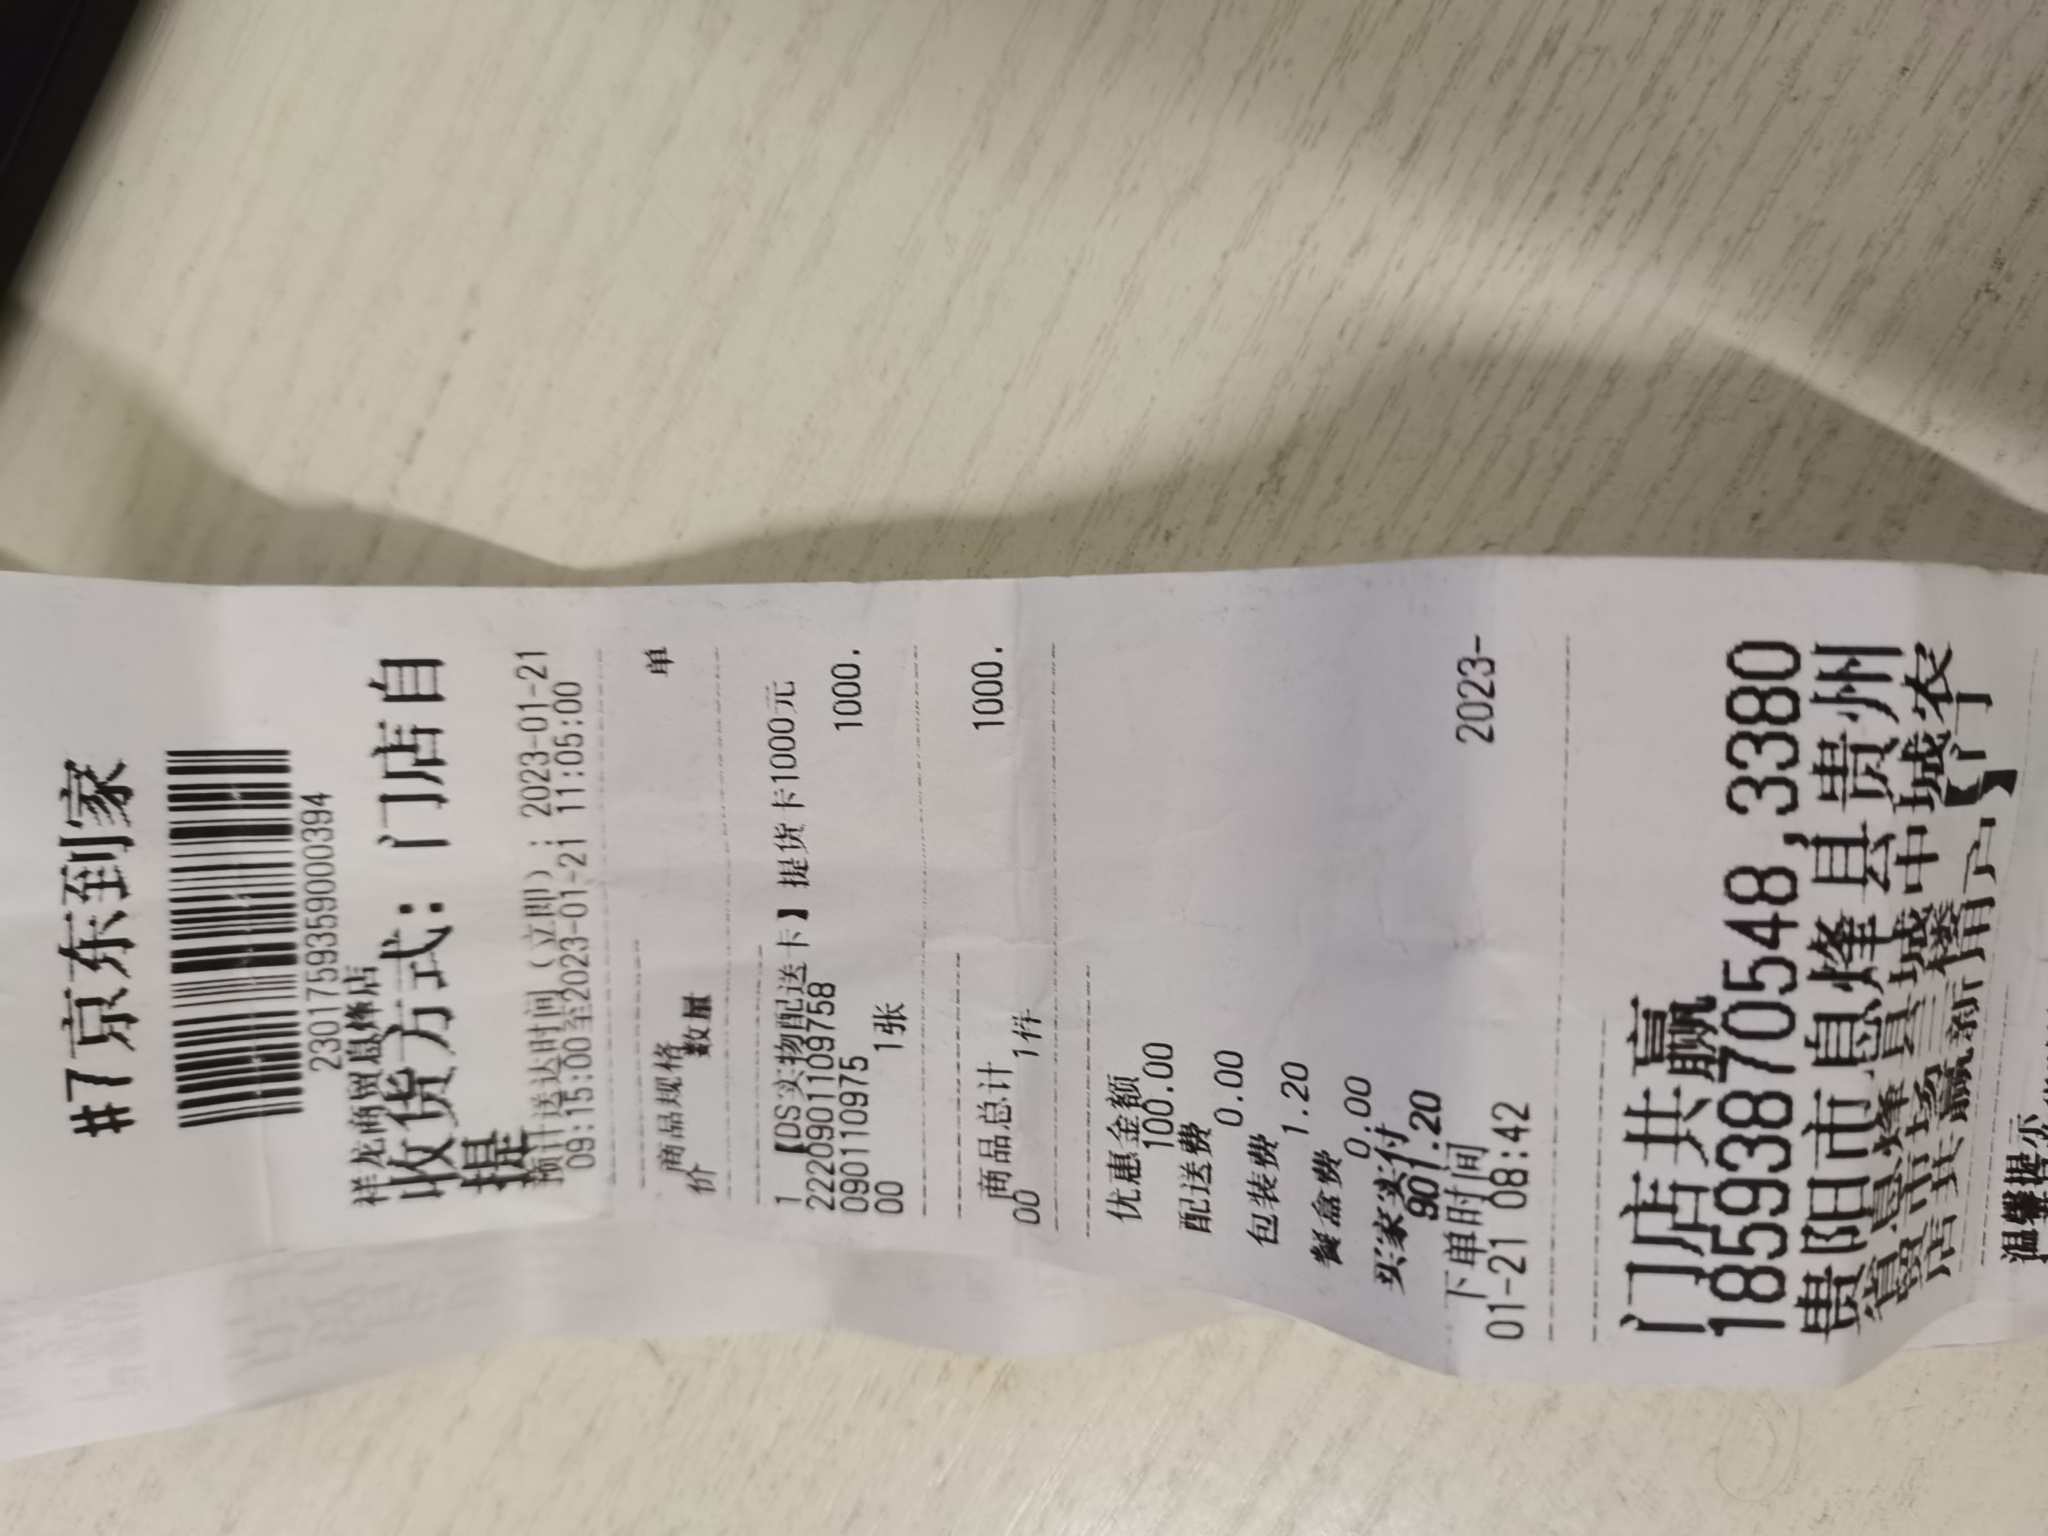 #7京东到家
2301759359000394
祥龙商贸息烽店
收货方式：门店自
提
预计送达时间（立即）：2023-01-21
09:15:00至2023-01-21 11:05:00
商品规格 单
价 数量
1 【DS实物配送卡】提货卡1000元
2220901109758
090110975 1000.
00 1张
商品总计 1000.
00 1件
优惠金额
100.00
配送费
0.00
包装费
1.20
餐盒费
0.00
买家实付
901.20
下单时间 2023-
01-21 08:42
门店共赢
18593870548,3380
贵阳市息烽县贵州
省息烽县城中城农
贸市场三楼【门
店共赢新
温馨提示